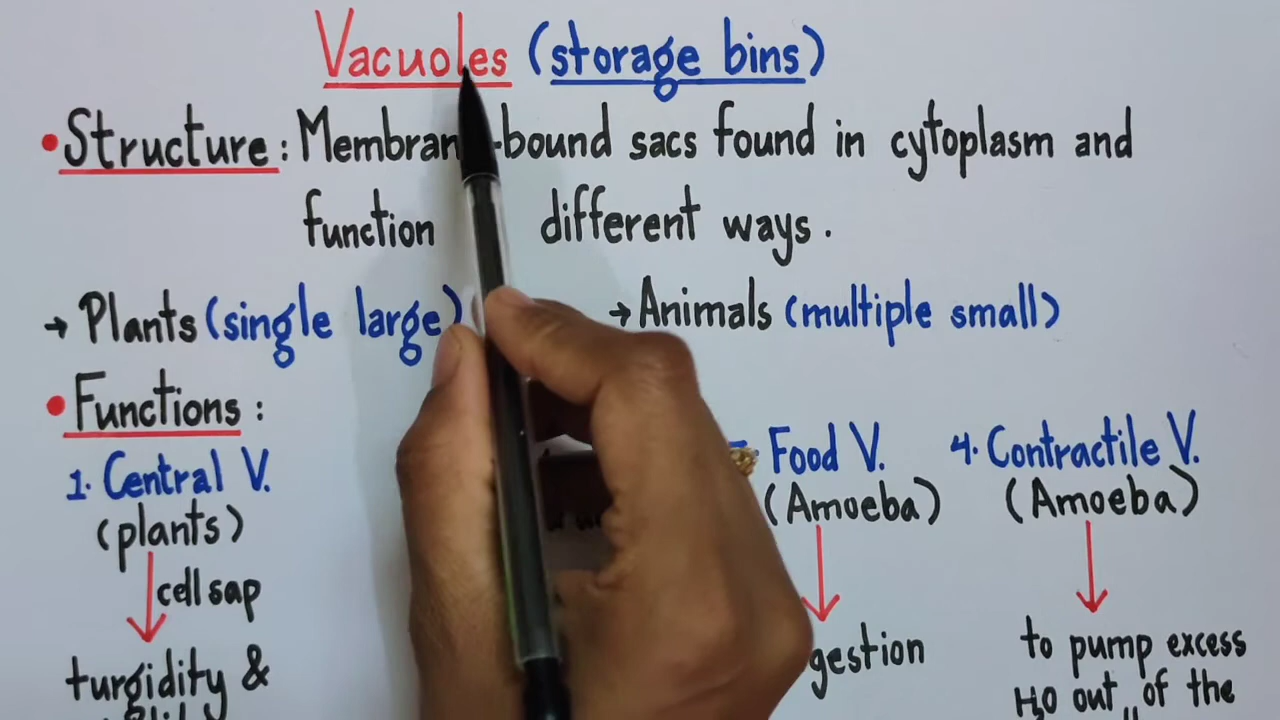 Vacuoles (storage bins)
• Structure : Membran -bound sacs found in cytoplasm and
function different ways .
→ Plants (single large) → Animals (multiple small)
• Functions :
1. Central V. Food V. 4. Contractile V.
(plants) (Amoeba) (Amoeba)
cell sap
turgidity & gestion to pump excess
H2O out of the